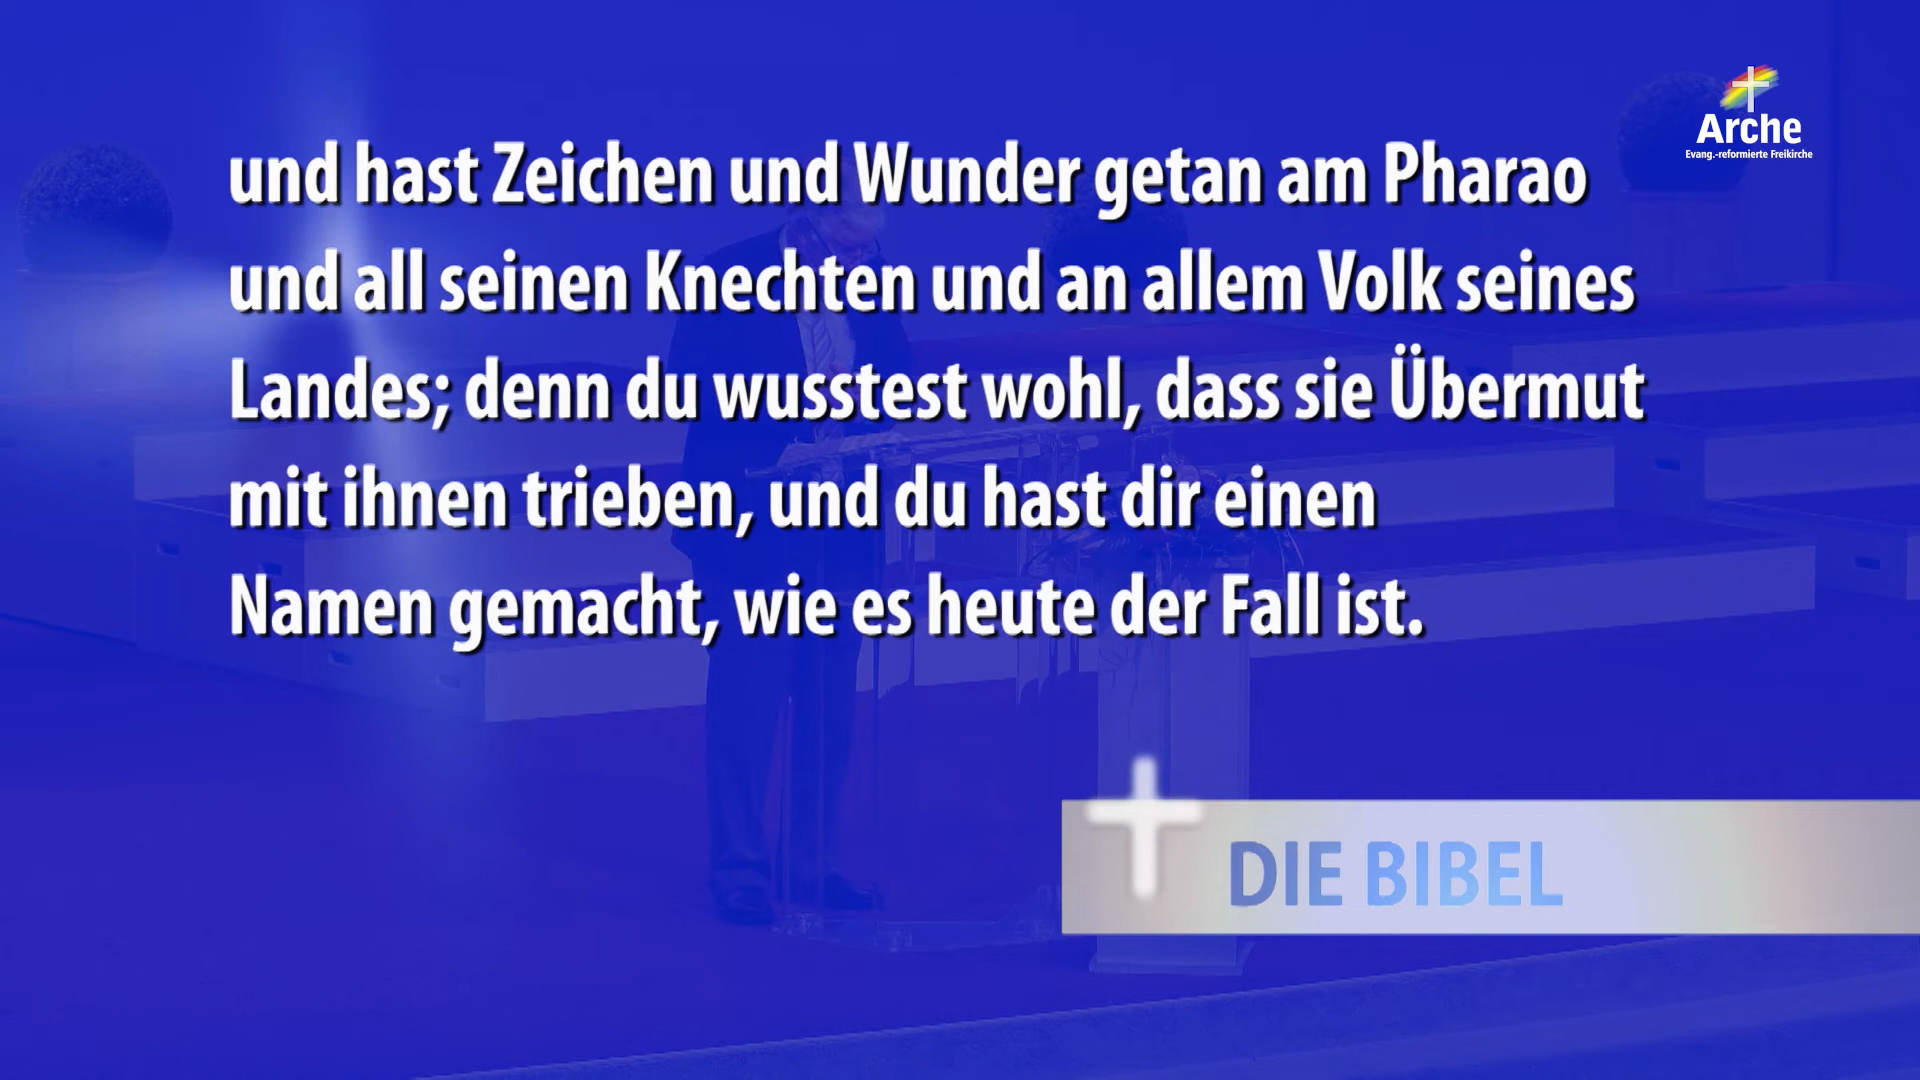 Arche
Evang.-reformierte Freikirche
und hast Zeichen und Wunder getan am Pharao
und all seinen Knechten und an allem Volk seines
Landes; denn du wusstest wohl, dass sie Übermut
mit ihnen trieben, und du hast dir einen
Namen gemacht, wie es heute der Fall ist.
DIE BIBEL